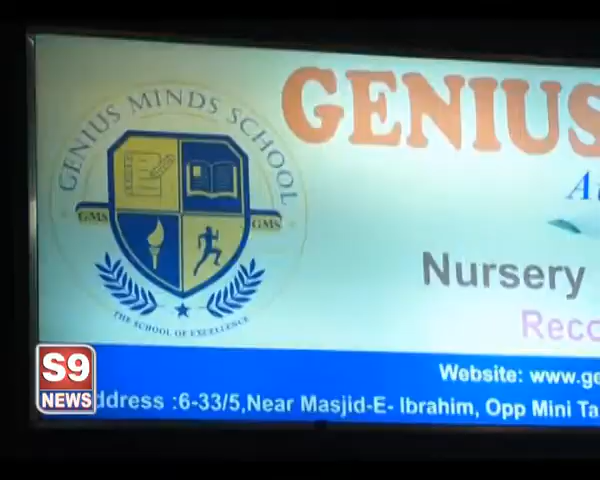 GENIUS MINDS SCHOOL
GMS GMS
THE SCHOOL OF EXCELLENCE
GENIUS
Nursery
Website: www.ge
ddress :6-33/5,Near Masjid-E- Ibrahim, Opp Mini Ta
S9
NEWS